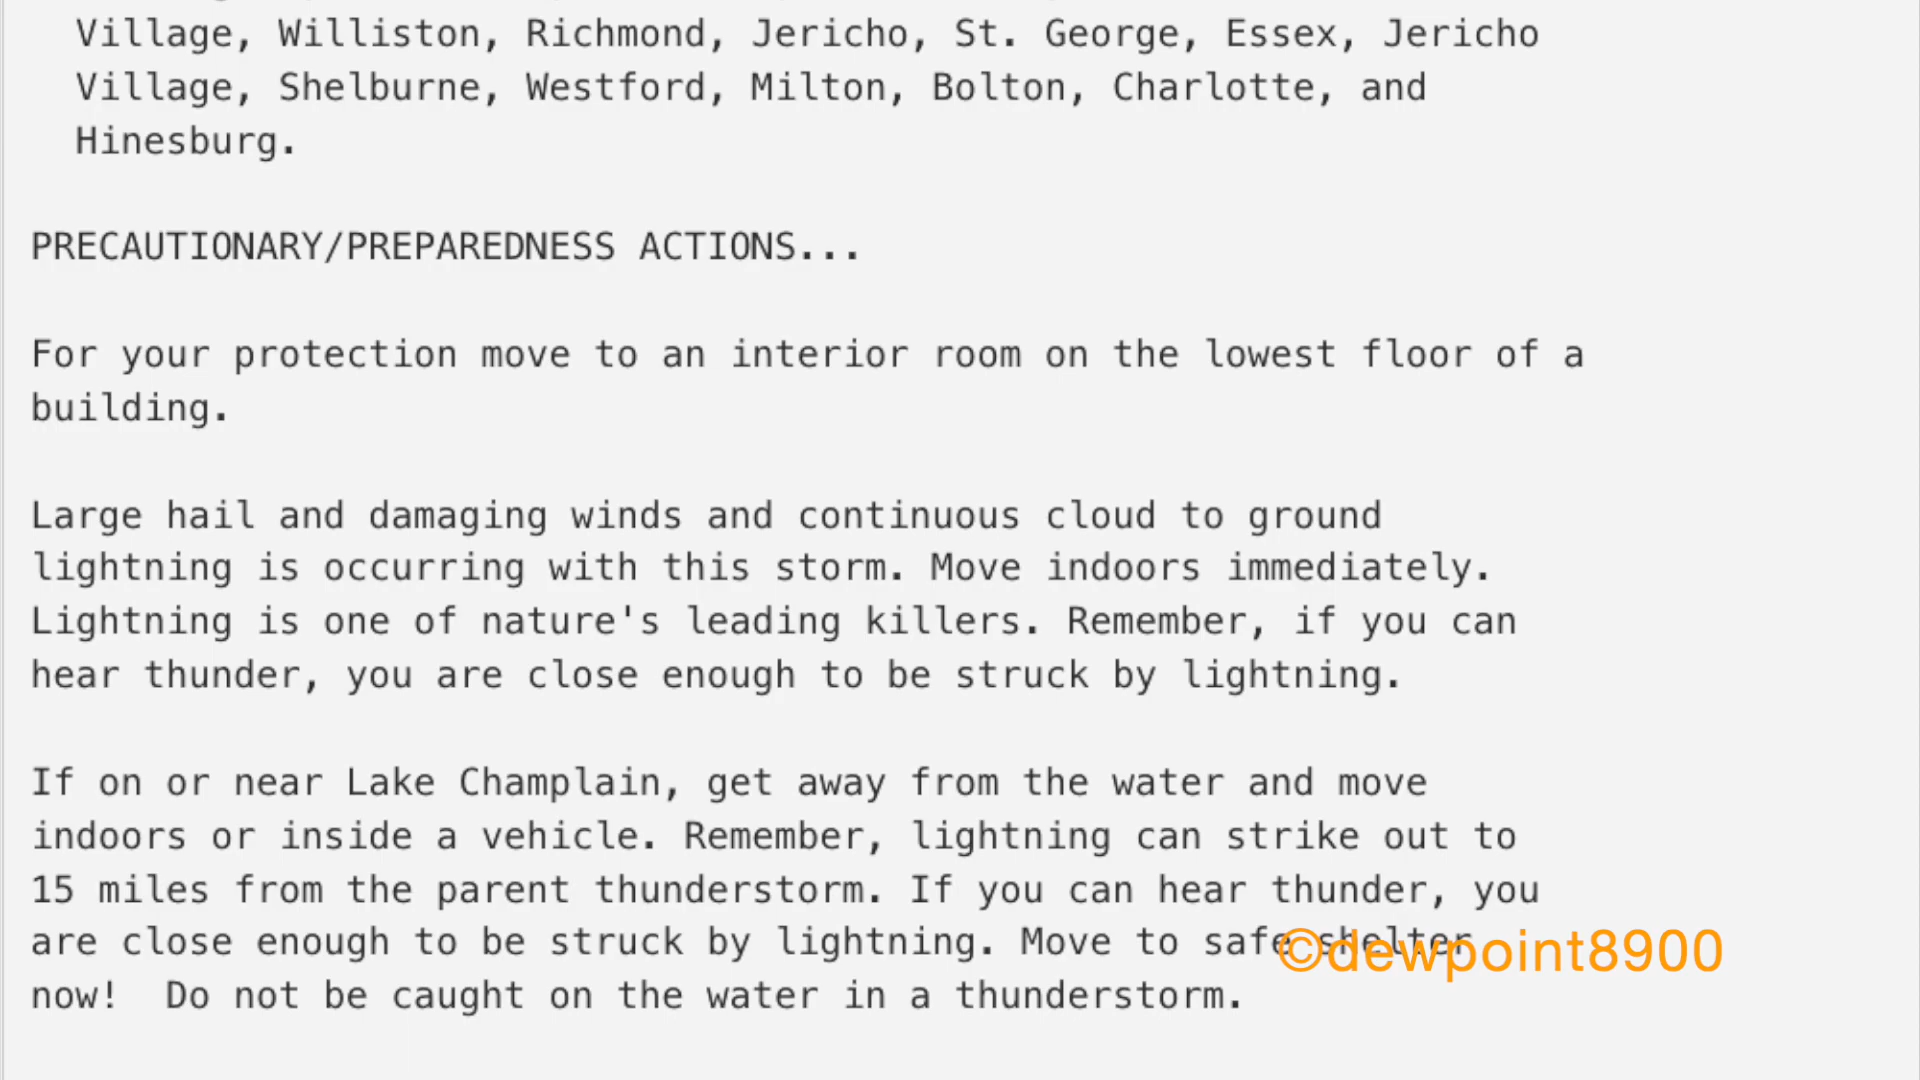 Village, Williston, Richmond, Jericho, St. George, Essex, Jericho
Village, Shelburne, Westford, Milton, Bolton, Charlotte, and
Hinesburg.
PRECAUTIONARY/PREPAREDNESS ACTIONS...
For your protection move to an interior room on the lowest floor of a
building.
Large hail and damaging winds and continuous cloud to ground
lightning is occurring with this storm. Move indoors immediately.
Lightning is one of nature's leading killers. Remember, if you can
hear thunder, you are close enough to be struck by lightning.
If on or near Lake Champlain, get away from the water and move
indoors or inside a vehicle. Remember, lightning can strike out to
15 miles from the parent thunderstorm. If you can hear thunder, you
are close enough to be struck by lightning. Move to safe shelter
©dewpoint8900
now!  Do not be caught on the water in a thunderstorm.